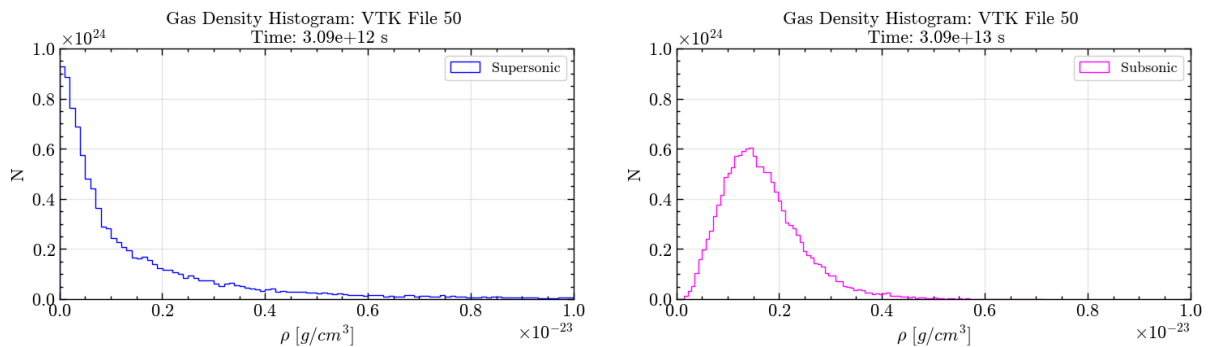 Gas Density Histogram: VTK File 50
Time: 3.09e+12 s
×10^24
1.0
0.8
0.6
0.4
0.2
0.0
N
Supersonic
0.0 0.2 0.4 0.6 0.8 1.0
ρ [g/cm^3]
×10^−23
Gas Density Histogram: VTK File 50
Time: 3.09e+13 s
×10^24
1.0
0.8
0.6
0.4
0.2
0.0
N
Subsonic
0.0 0.2 0.4 0.6 0.8 1.0
ρ [g/cm^3]
×10^−23